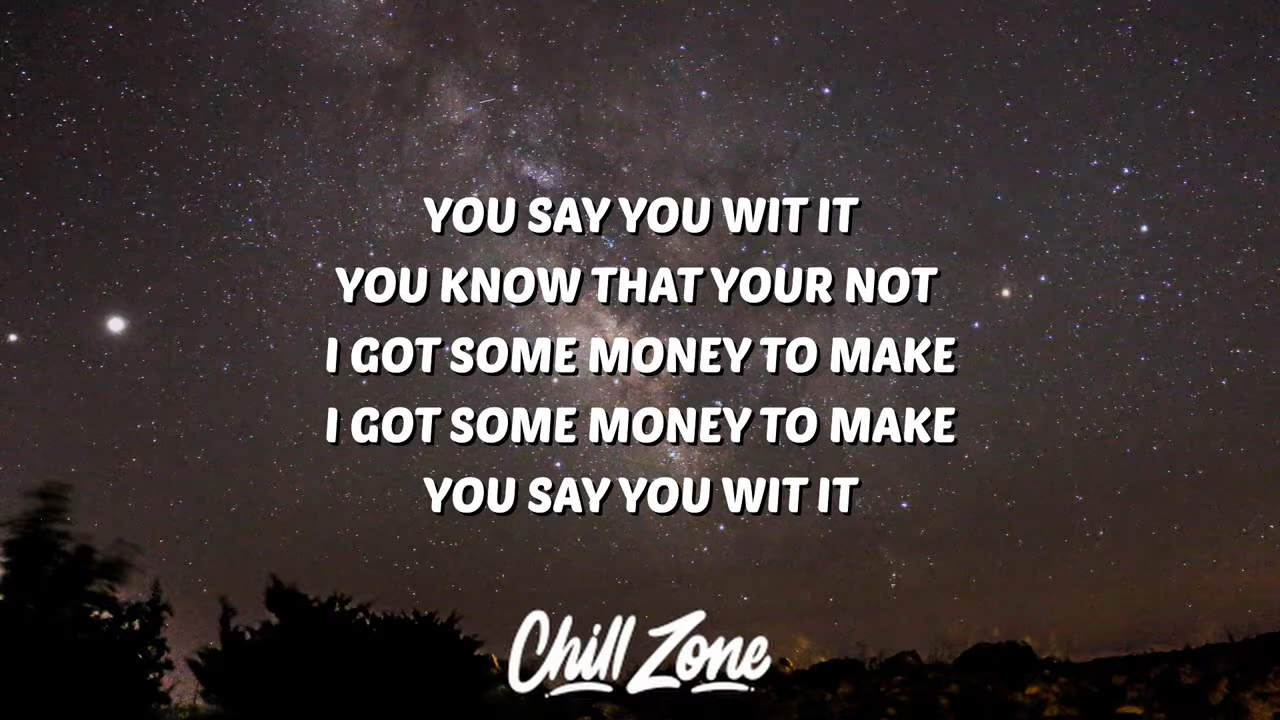 YOU SAY YOU WIT IT
YOU KNOW THAT YOUR NOT
I GOT SOME MONEY TO MAKE
I GOT SOME MONEY TO MAKE
YOU SAY YOU WIT IT
Chill Zone